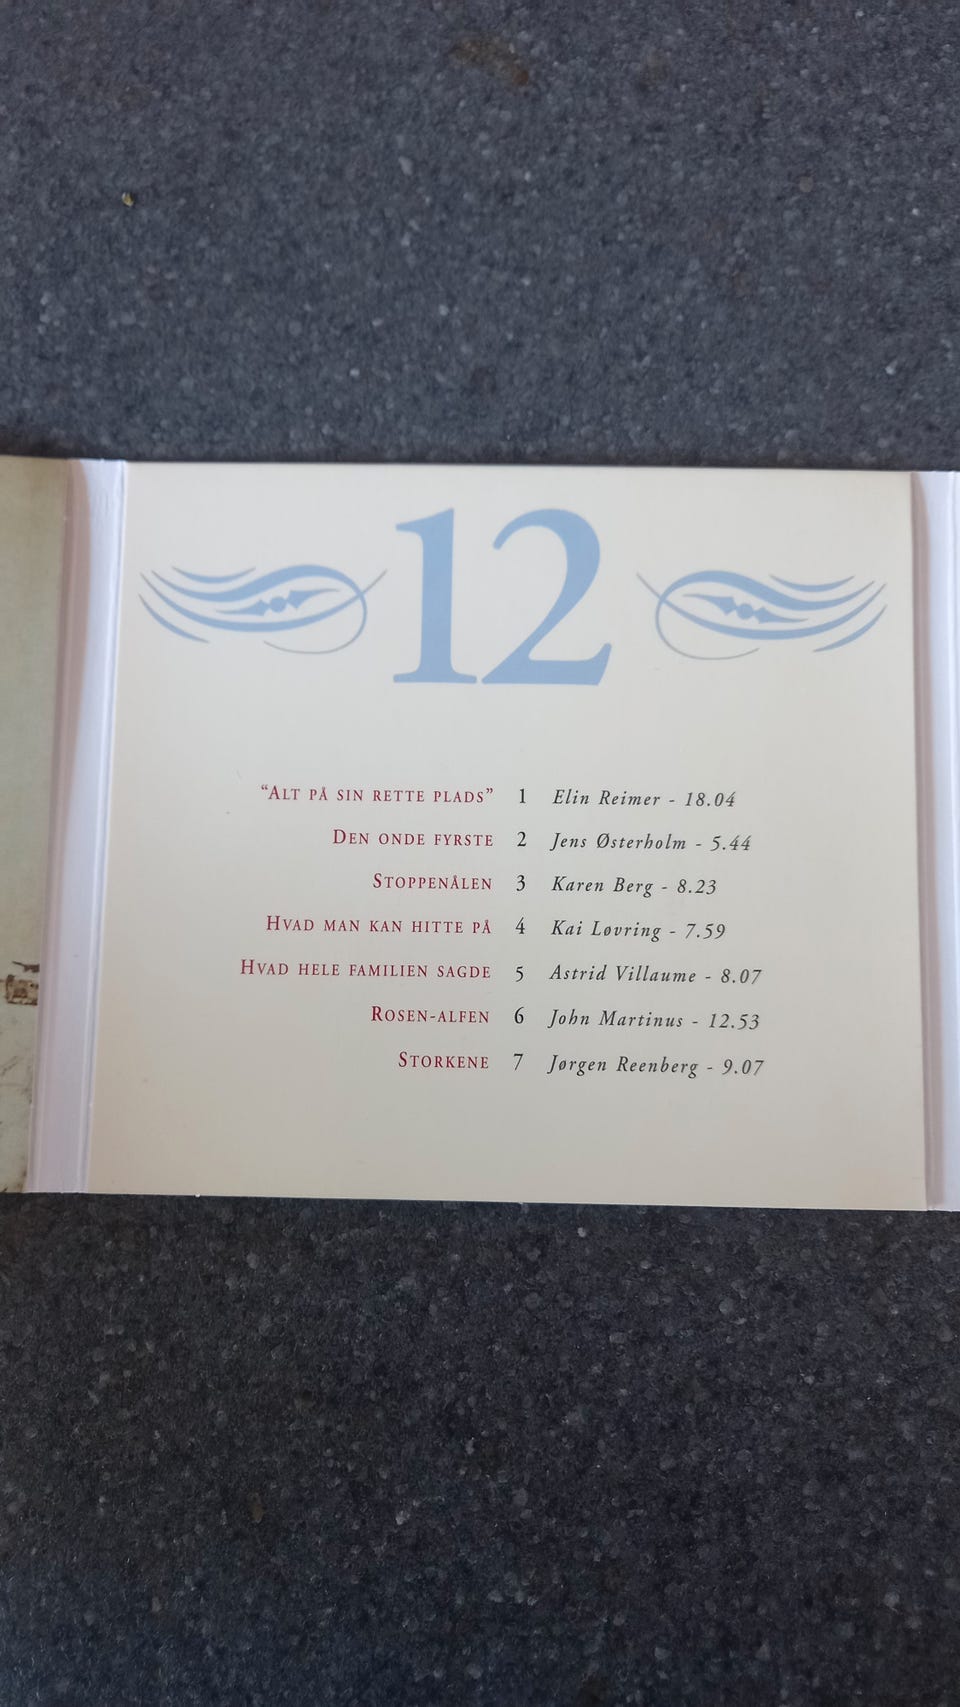 12
“ALT PÅ SIN RETTE PLADS” 1 Elin Reimer - 18.04
DEN ONDE FYRSTE 2 Jens Østerholm - 5.44
STOPPENÅLEN 3 Karen Berg - 8.23
HVAD MAN KAN HITTE PÅ 4 Kai Løvring - 7.59
HVAD HELE FAMILIEN SAGDE 5 Astrid Villaume - 8.07
ROSEN-ALFEN 6 John Martinus - 12.53
STORKENE 7 Jørgen Reenberg - 9.07